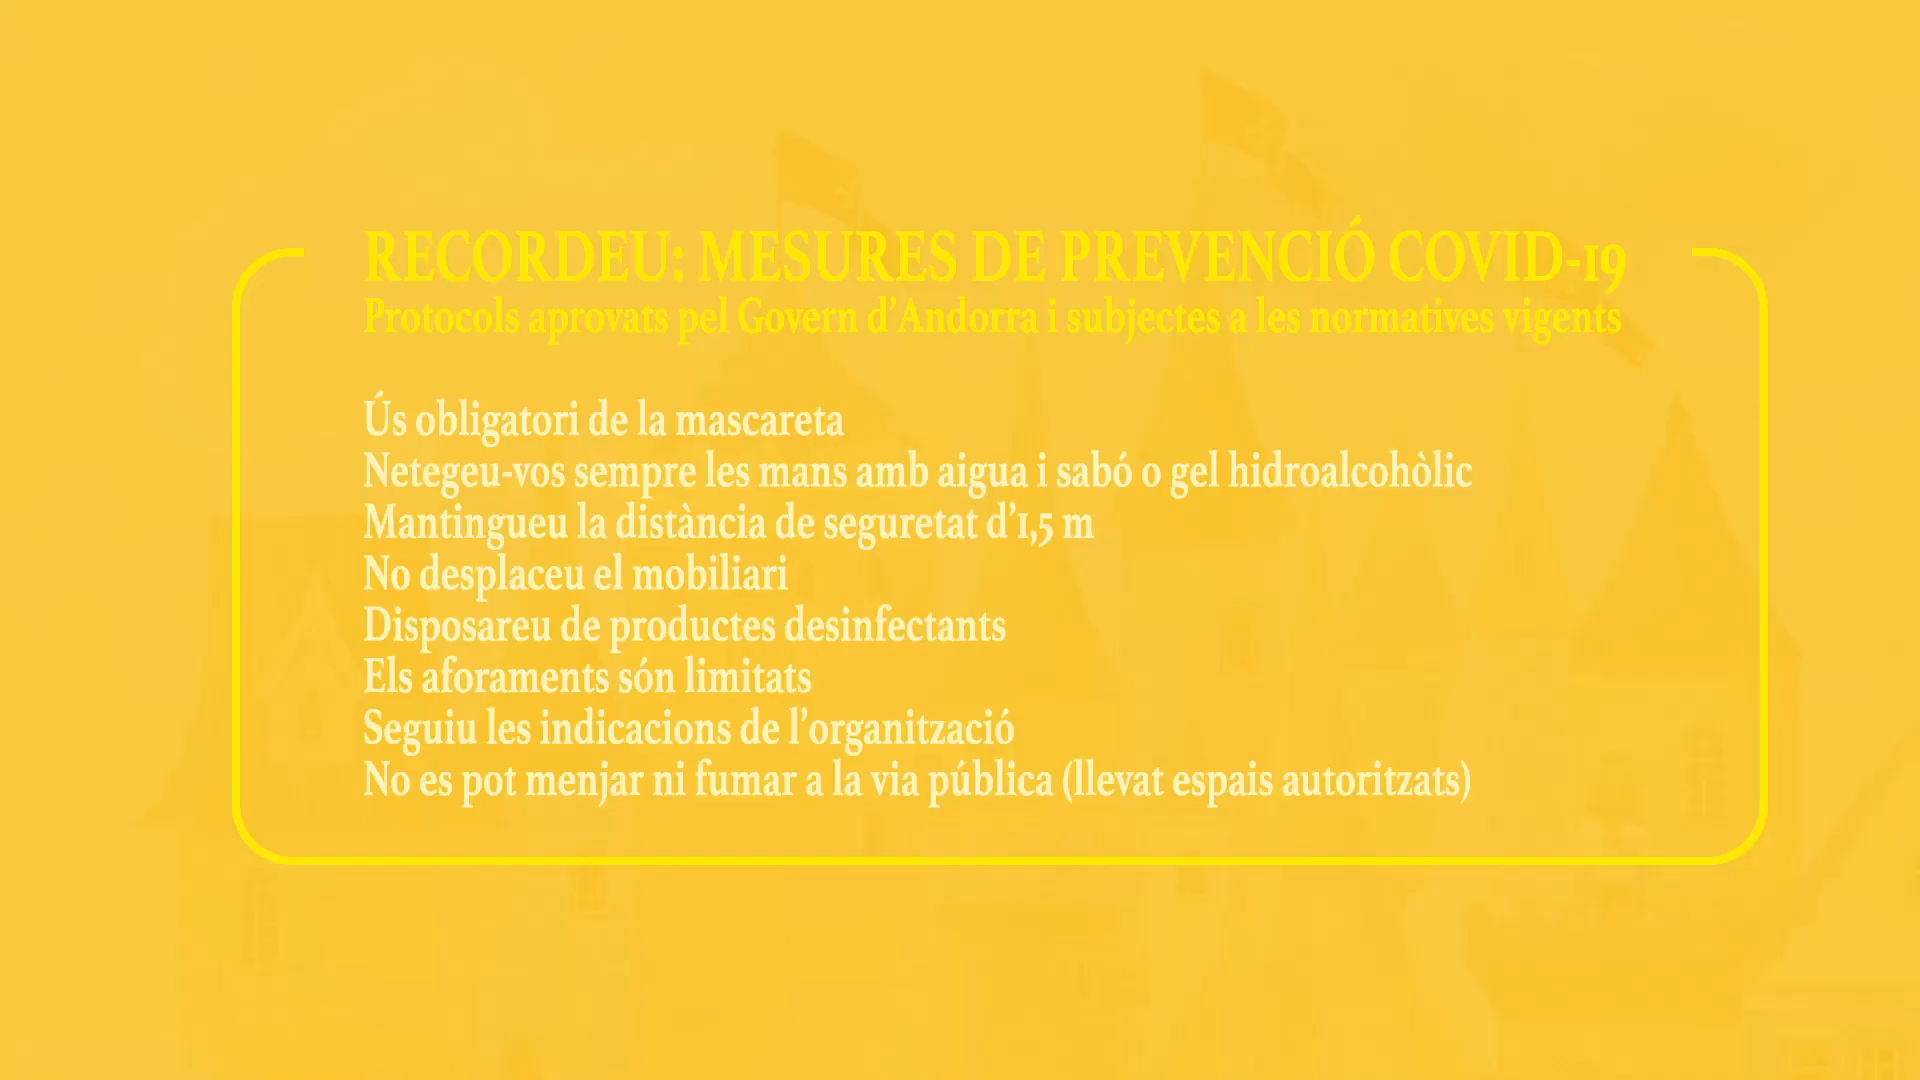 RECORDEU: MESURES DE PREVENCIÓ COVID-19
Protocols aprovats pel Govern d’Andorra i subjectes a les normatives vigents
Ús obligatori de la mascareta
Netegeu-vos sempre les mans amb aigua i sabó o gel hidroalcohòlic
Mantingueu la distància de seguretat d’1,5 m
No desplaceu el mobiliari
Disposareu de productes desinfectants
Els aforaments són limitats
Seguiu les indicacions de l’organització
No es pot menjar ni fumar a la via pública (llevat espais autoritzats)